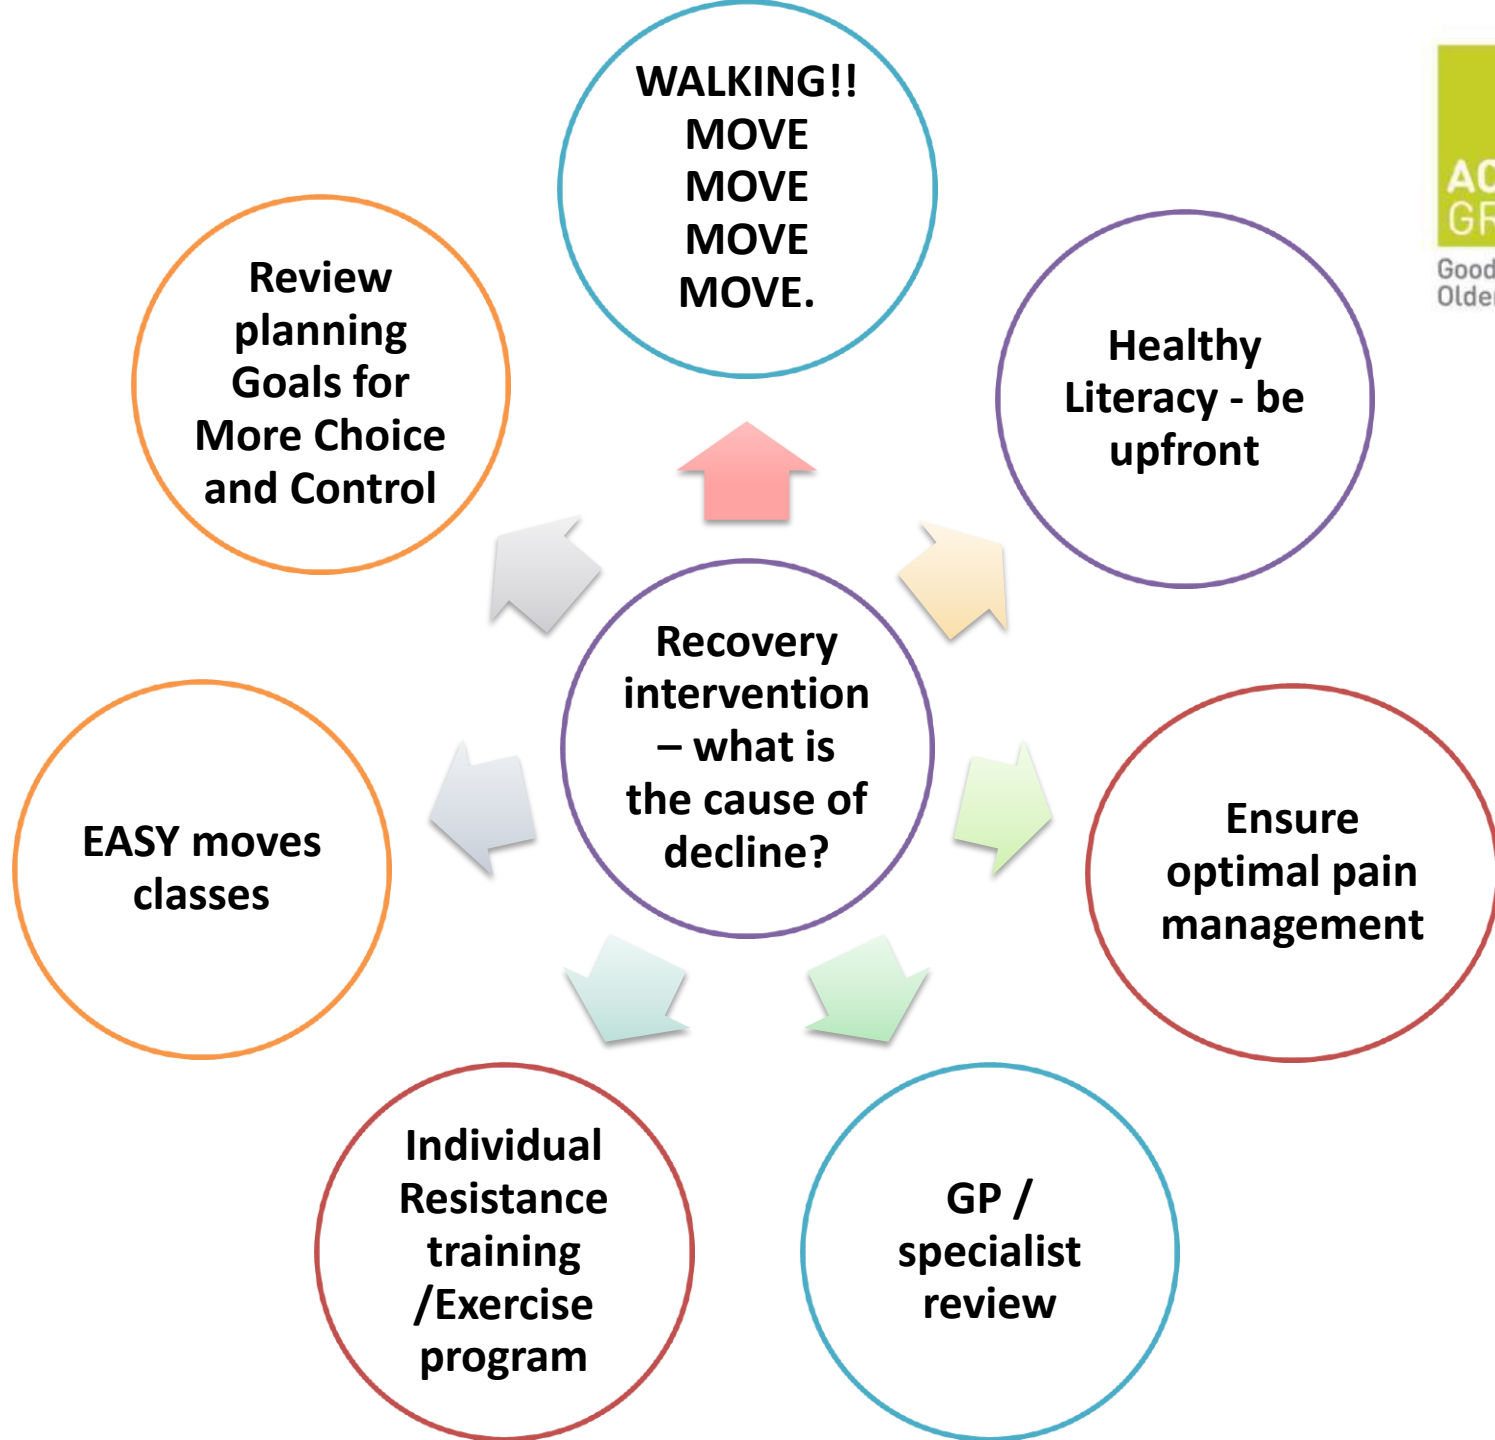 WALKING!!
MOVE
MOVE
MOVE
MOVE.
Healthy
Literacy - be
upfront
Ensure
optimal pain
management
GP /
specialist
review
Individual
Resistance
training
/Exercise
program
EASY moves
classes
Review
planning
Goals for
More Choice
and Control
Recovery
intervention
– what is
the cause of
decline?
Good